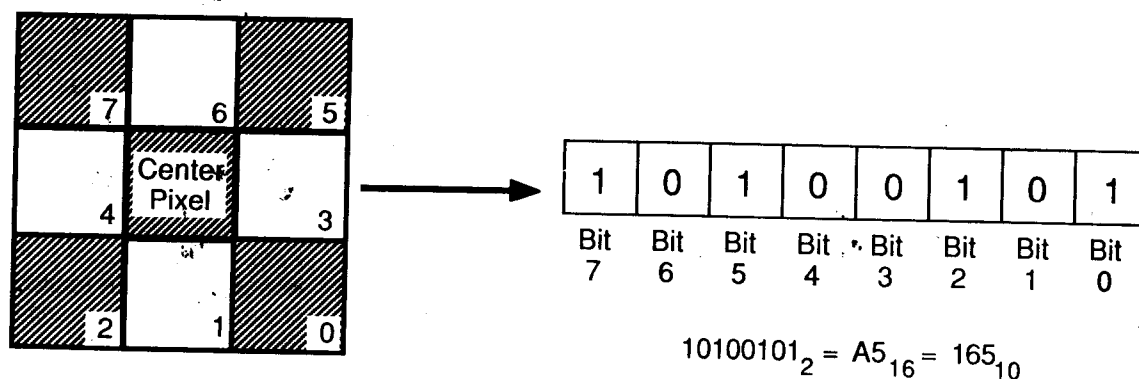 7 6 5
Center
Pixel
4 3
2 1 0
1 0 1 0 0 1 0 1
Bit Bit Bit Bit Bit Bit Bit Bit
7 6 5 4 3 2 1 0
10100101₂ = A5₁₆ = 165₁₀